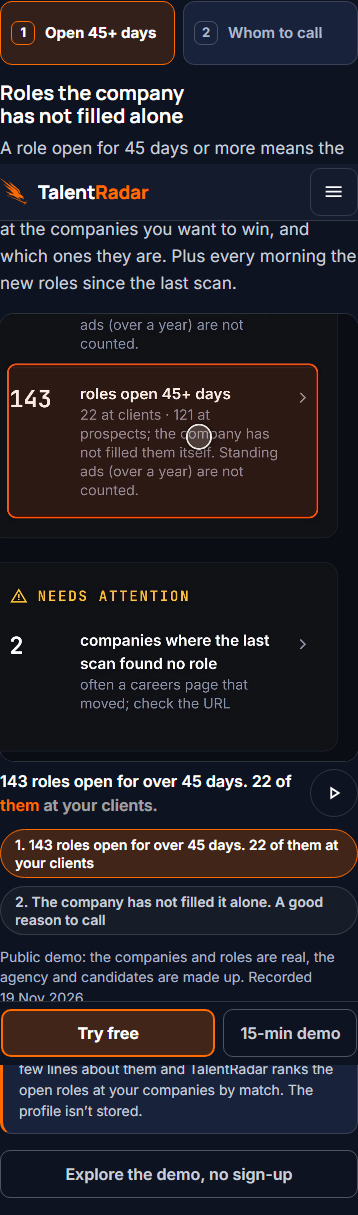 1 Open 45+ days
2 Whom to call
Roles the company
has not filled alone
A role open for 45 days or more means the
TalentRadar
at the companies you want to win, and
which ones they are. Plus every morning the
new roles since the last scan.
ads (over a year) are not
counted.
143 roles open 45+ days
22 at clients · 121 at
prospects; the company has
not filled them itself. Standing
ads (over a year) are not
counted.
NEEDS ATTENTION
2 companies where the last
scan found no role
often a careers page that
moved; check the URL
143 roles open for over 45 days. 22 of
them at your clients.
1. 143 roles open for over 45 days. 22 of them at
your clients
2. The company has not filled it alone. A good
reason to call
Public demo: the companies and roles are real, the
agency and candidates are made up. Recorded
19 Nov 2026
Try free
15-min demo
few lines about them and TalentRadar ranks the
open roles at your companies by match. The
profile isn't stored.
Explore the demo, no sign-up